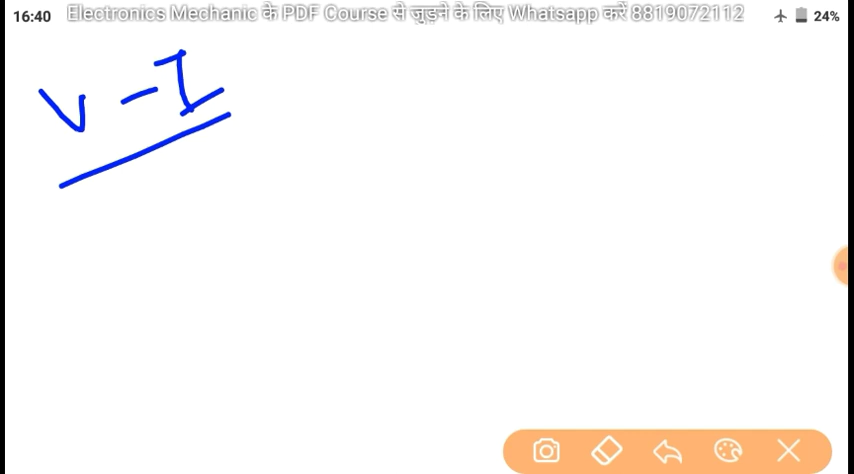 16:40 Electronics Mechanic के PDF Course से जुड़ने के लिए Whatsapp करें 8819072112 24%
V - I